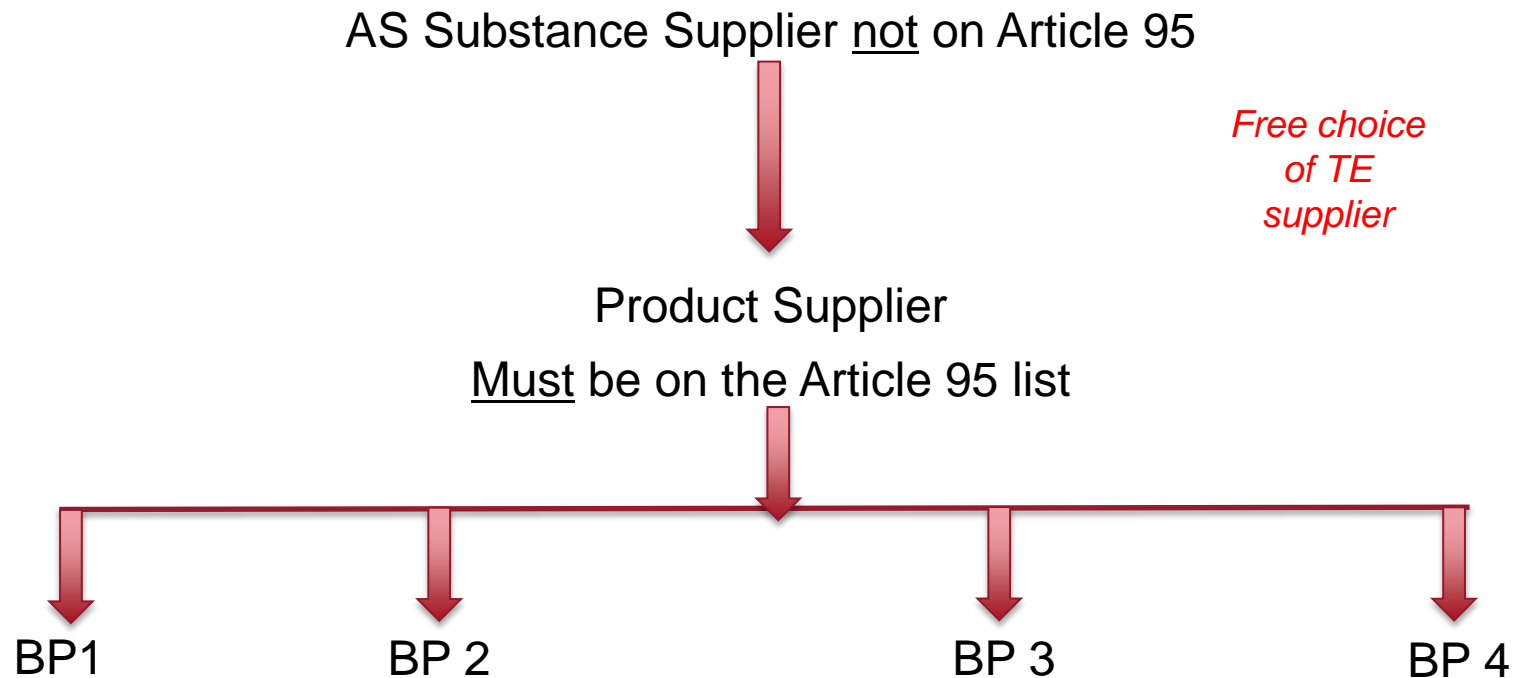 AS Substance Supplier not on Article 95
Free choice
of TE
supplier
Product Supplier
Must be on the Article 95 list
BP1
BP 2
BP 3
BP 4